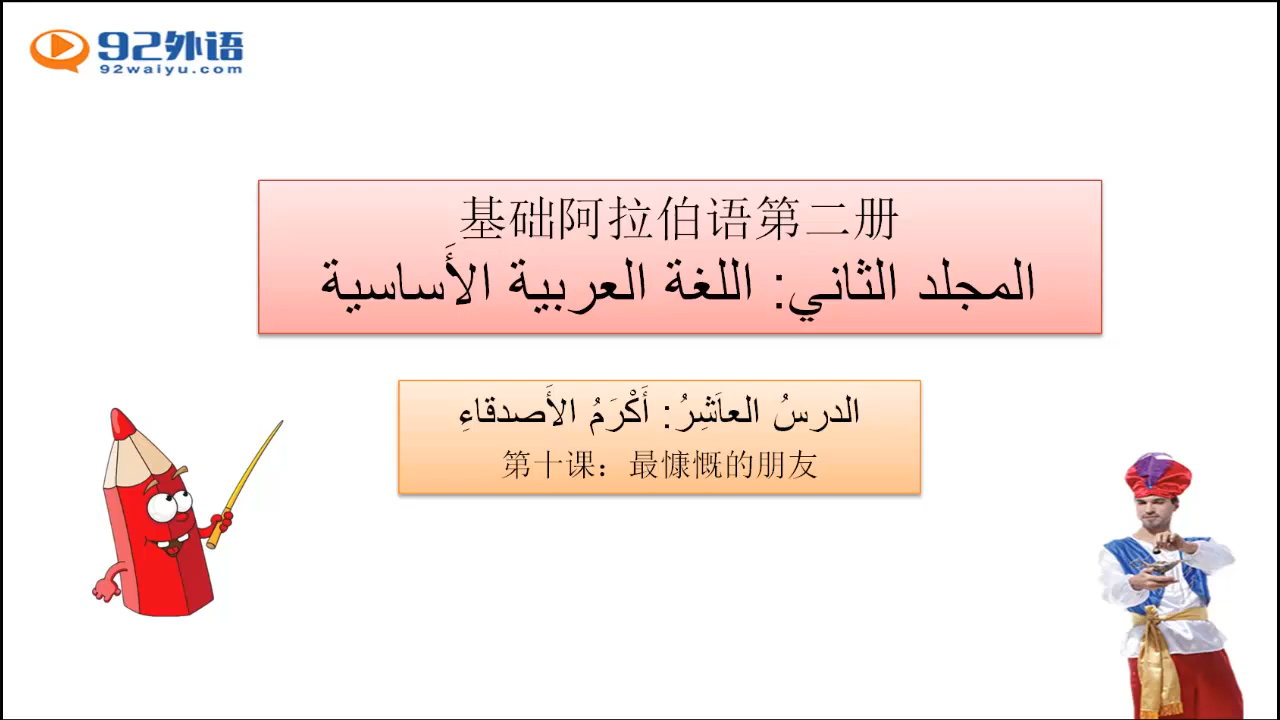 92外语
92waiyu.com
基础阿拉伯语第二册
المجلد الثاني: اللغة العربية الأَساسية
الدرسُ العاَشِرُ: أَكْرَمُ الأَصدقاءِ
第十课：最慷慨的朋友